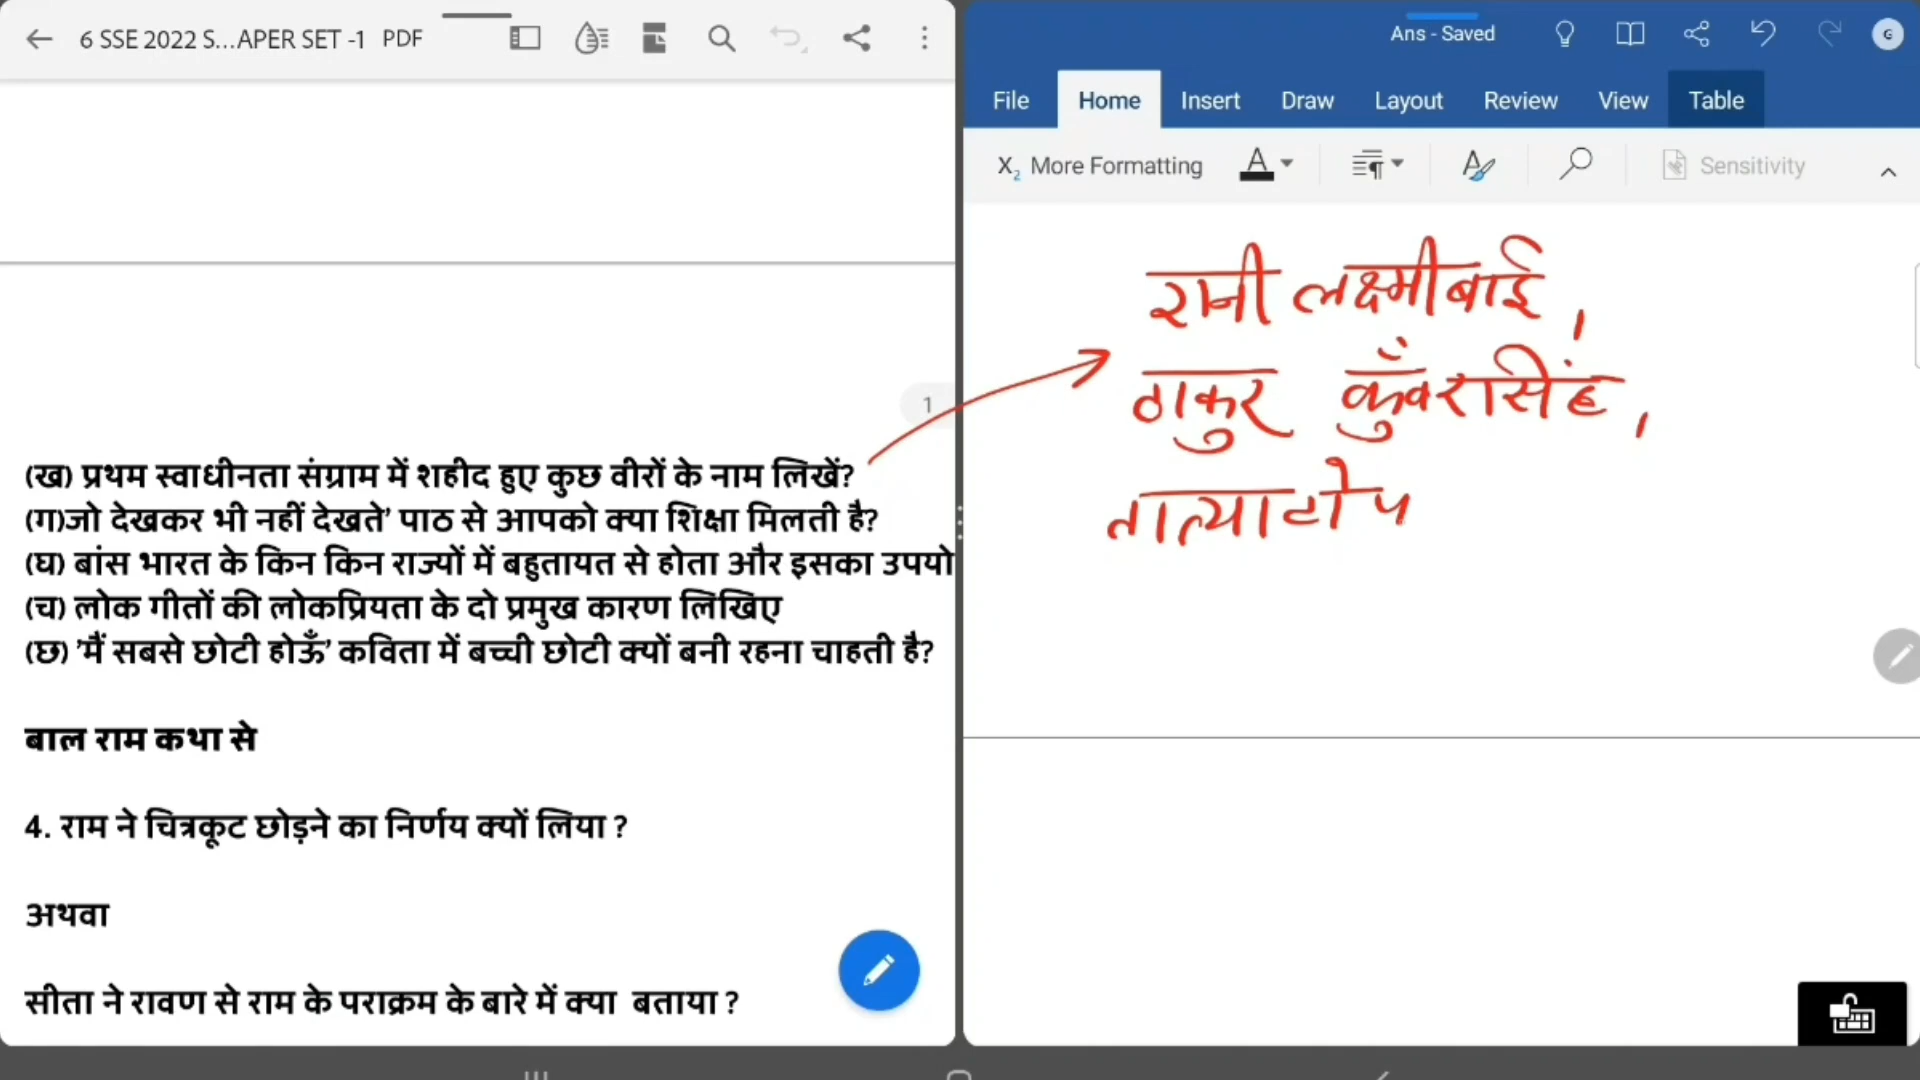 6 SSE 2022 S...APER SET -1 PDF
1
(ख) प्रथम स्वाधीनता संग्राम में शहीद हुए कुछ वीरों के नाम लिखें?
(ग)जो देखकर भी नहीं देखते' पाठ से आपको क्या शिक्षा मिलती है?
(घ) बांस भारत के किन किन राज्यों में बहुतायत से होता और इसका उपयो
(च) लोक गीतों की लोकप्रियता के दो प्रमुख कारण लिखिए
(छ) 'मैं सबसे छोटी होऊँ' कविता में बच्ची छोटी क्यों बनी रहना चाहती है?
बाल राम कथा से
4. राम ने चित्रकूट छोड़ने का निर्णय क्यों लिया ?
अथवा
सीता ने रावण से राम के पराक्रम के बारे में क्या बताया ?
Ans - Saved
G
File Home Insert Draw Layout Review View Table
X₂ More Formatting A Sensitivity
रानी लक्ष्मीबाई,
ठाकुर कुँवरसिंह,
तात्या टोप